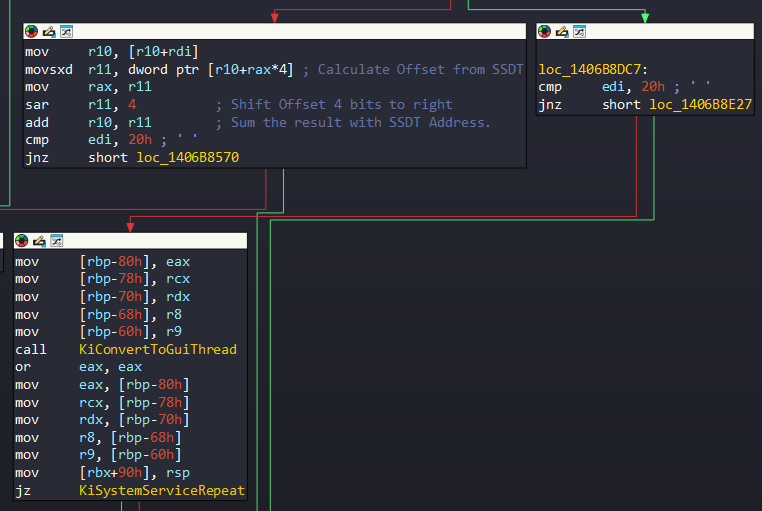 mov r10, [r10+rdi]
movsxd r11, dword ptr [r10+rax*4] ; Calculate Offset from SSDT
mov rax, r11
sar r11, 4 ; Shift Offset 4 bits to right
add r10, r11 ; Sum the result with SSDT Address.
cmp edi, 20h ; ' '
jnz short loc_1406B8570
loc_1406B8DC7:
cmp edi, 20h ; ' '
jnz short loc_1406B8E27
mov [rbp-80h], eax
mov [rbp-78h], rcx
mov [rbp-70h], rdx
mov [rbp-68h], r8
mov [rbp-60h], r9
call KiConvertToGuiThread
or eax, eax
mov eax, [rbp-80h]
mov rcx, [rbp-78h]
mov rdx, [rbp-70h]
mov r8, [rbp-68h]
mov r9, [rbp-60h]
mov [rbx+90h], rsp
jz KiSystemServiceRepeat